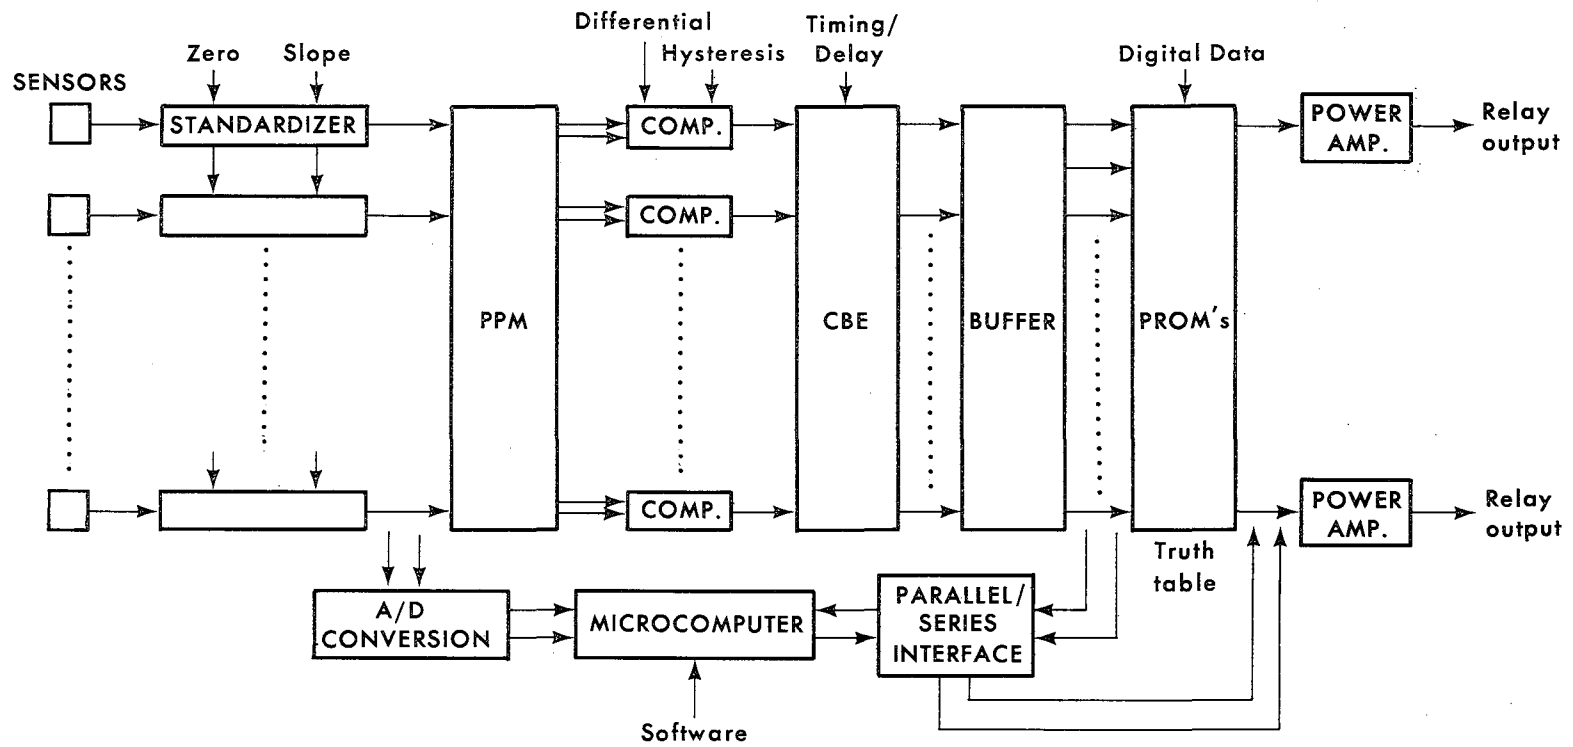 Differential
Timing/
Delay
Zero
Slope
Hysteresis
Digital Data
SENSORS
STANDARDIZER
COMP.
POWER
AMP.
Relay
output
COMP.
PPM
CBE
BUFFER
PROM's
COMP.
POWER
AMP.
Relay
output
Truth
table
A/D
CONVERSION
MICROCOMPUTER
PARALLEL/
SERIES
INTERFACE
Software